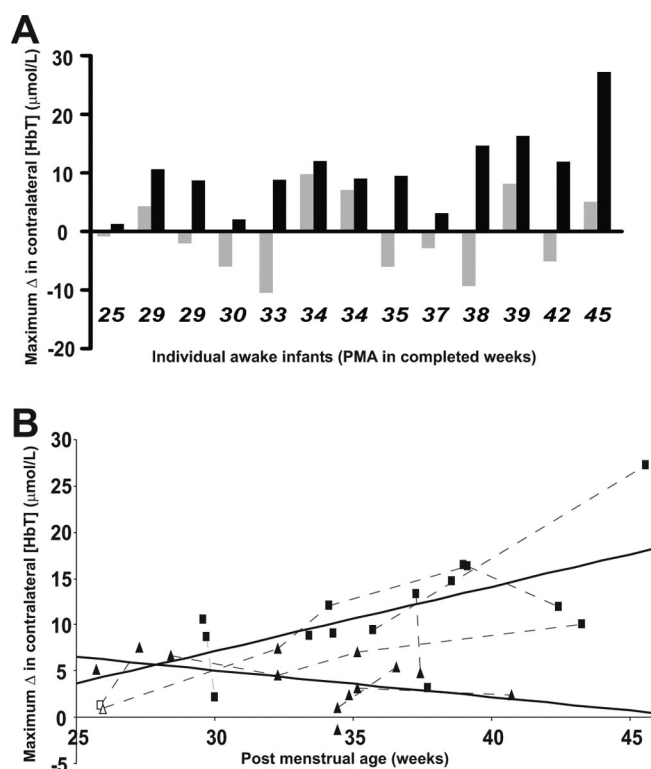 A
Maximum Δ in contralateral [HbT] (μmol/L)
30
20
10
0
-10
-20
25 29 29 30 33 34 34 35 37 38 39 42 45
Individual awake infants (PMA in completed weeks)
B
Maximum Δ in contralateral [HbT] (μmol/L)
30
25
20
15
10
5
0
-5
25 30 35 40 45
Post menstrual age (weeks)